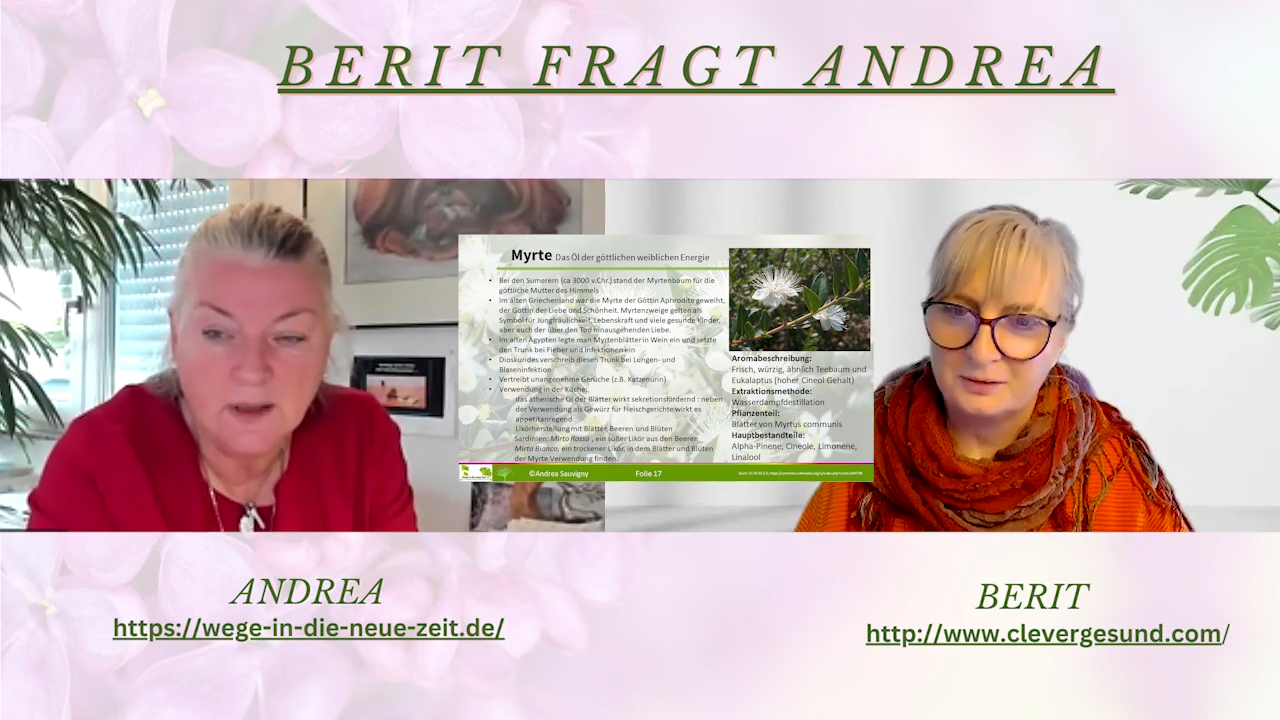 BERIT FRAGT ANDREA
Myrte Das Öl der göttlichen weiblichen Energie
• Bei den Sumerern (ca 3000 v.Chr.) stand der Myrtenbaum für die
göttliche Mutter des Himmels
• Im alten Griechenland war die Myrte der Göttin Aphrodite geweiht,
der Göttin der Liebe und Schönheit. Myrtenzweige gelten als
Symbol für Jungfräulichkeit, Lebenskraft und viele gesunde Kinder,
aber auch der über den Tod hinausgehenden Liebe.
• Im alten Ägypten legte man Myrtenblätter in Wein ein und setzte
den Trunk bei Fieber und Infektionen ein
• Dioskurides verschrieb diesen Trunk bei Lungen- und
Blaseninfektion
• Vertreibt unangenehme Gerüche (z.B. Katzenurin)
• Verwendung in der Küche:
das ätherische Öl der Blätter wirkt sekretionsfördernd : neben
der Verwendung als Gewürz für Fleischgerichte wirkt es
appetitanregend
Likörherstellung mit Blätter, Beeren und Blüten
Sardinien: Mirto Rosso , ein süßer Likör aus den Beeren
Mirto Bianco, ein trockener Likör, in dem Blätter und Blüten
der Myrte Verwendung finden.
Aromabeschreibung:
Frisch, würzig, ähnlich Teebaum und
Eukalaptus (hoher Cineol Gehalt)
Extraktionsmethode:
Wasserdampfdestillation
Pflanzenteil:
Blätter von Myrtus communis
Hauptbestandteile:
Alpha-Pinene, Cineole, Limonene,
Linalool
©Andrea Sauvigny
Folie 17
ANDREA
https://wege-in-die-neue-zeit.de/
BERIT
http://www.clevergesund.com/